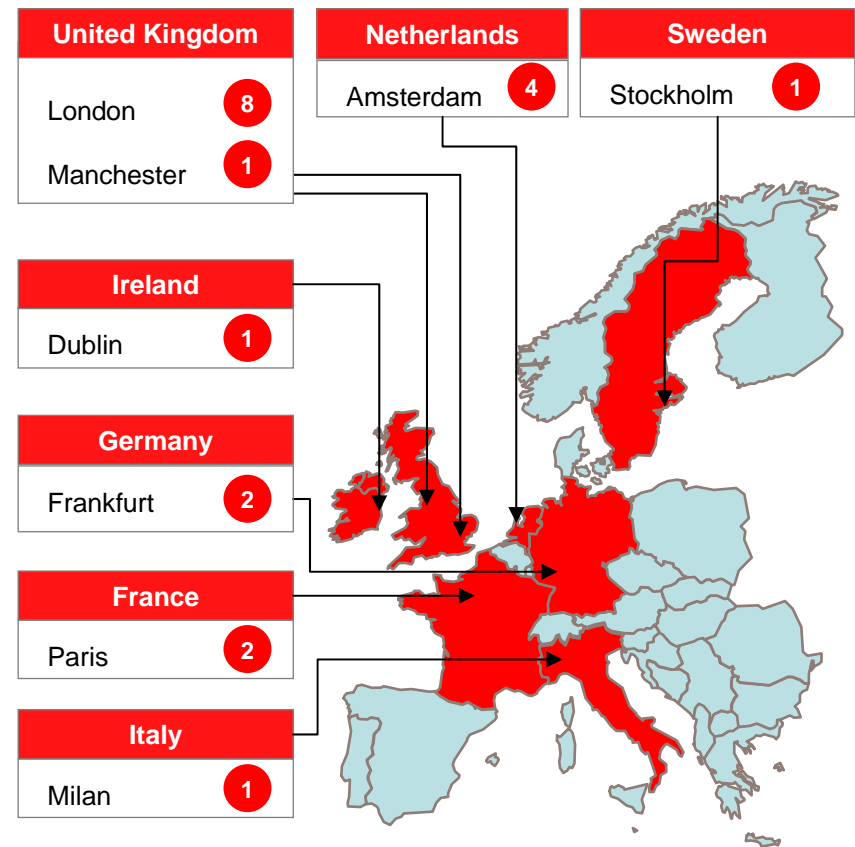 United Kingdom
London 8
Manchester 1
Netherlands
Amsterdam 4
Sweden
Stockholm 1
Ireland
Dublin 1
Germany
Frankfurt 2
France
Paris 2
Italy
Milan 1